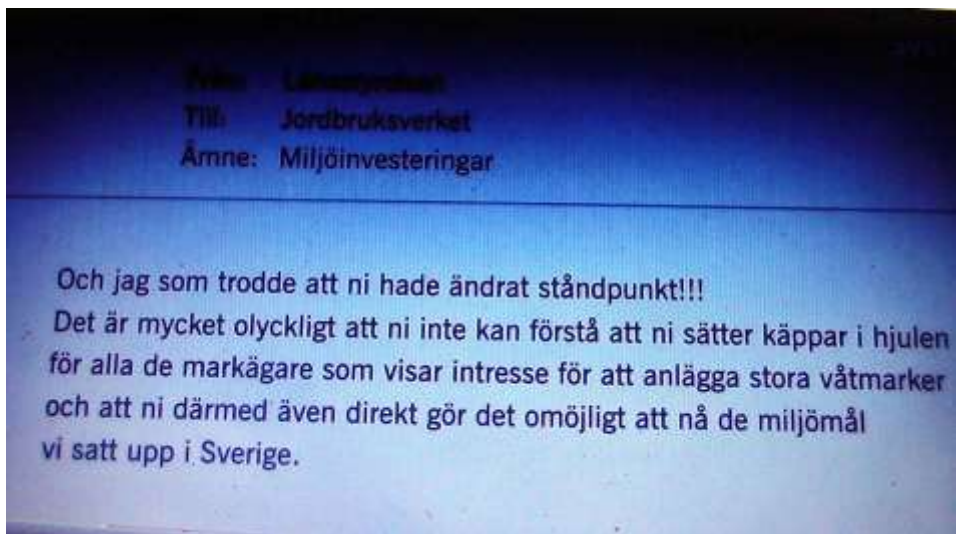 Från: Länsstyrelsen
Till: Jordbruksverket
Ämne: Miljöinvesteringar
Och jag som trodde att ni hade ändrat ståndpunkt!!!
Det är mycket olyckligt att ni inte kan förstå att ni sätter käppar i hjulen
för alla de markägare som visar intresse för att anlägga stora våtmarker
och att ni därmed även direkt gör det omöjligt att nå de miljömål
vi satt upp i Sverige.